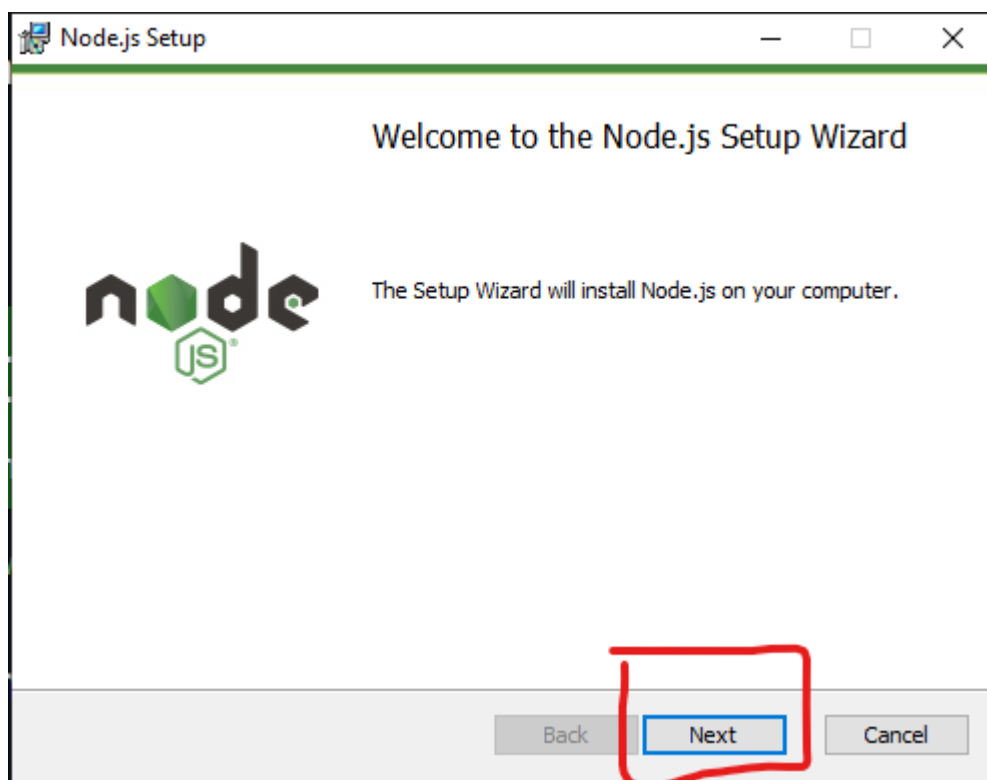 Node.js Setup
Welcome to the Node.js Setup Wizard
node
JS®
The Setup Wizard will install Node.js on your computer.
Back
Next
Cancel